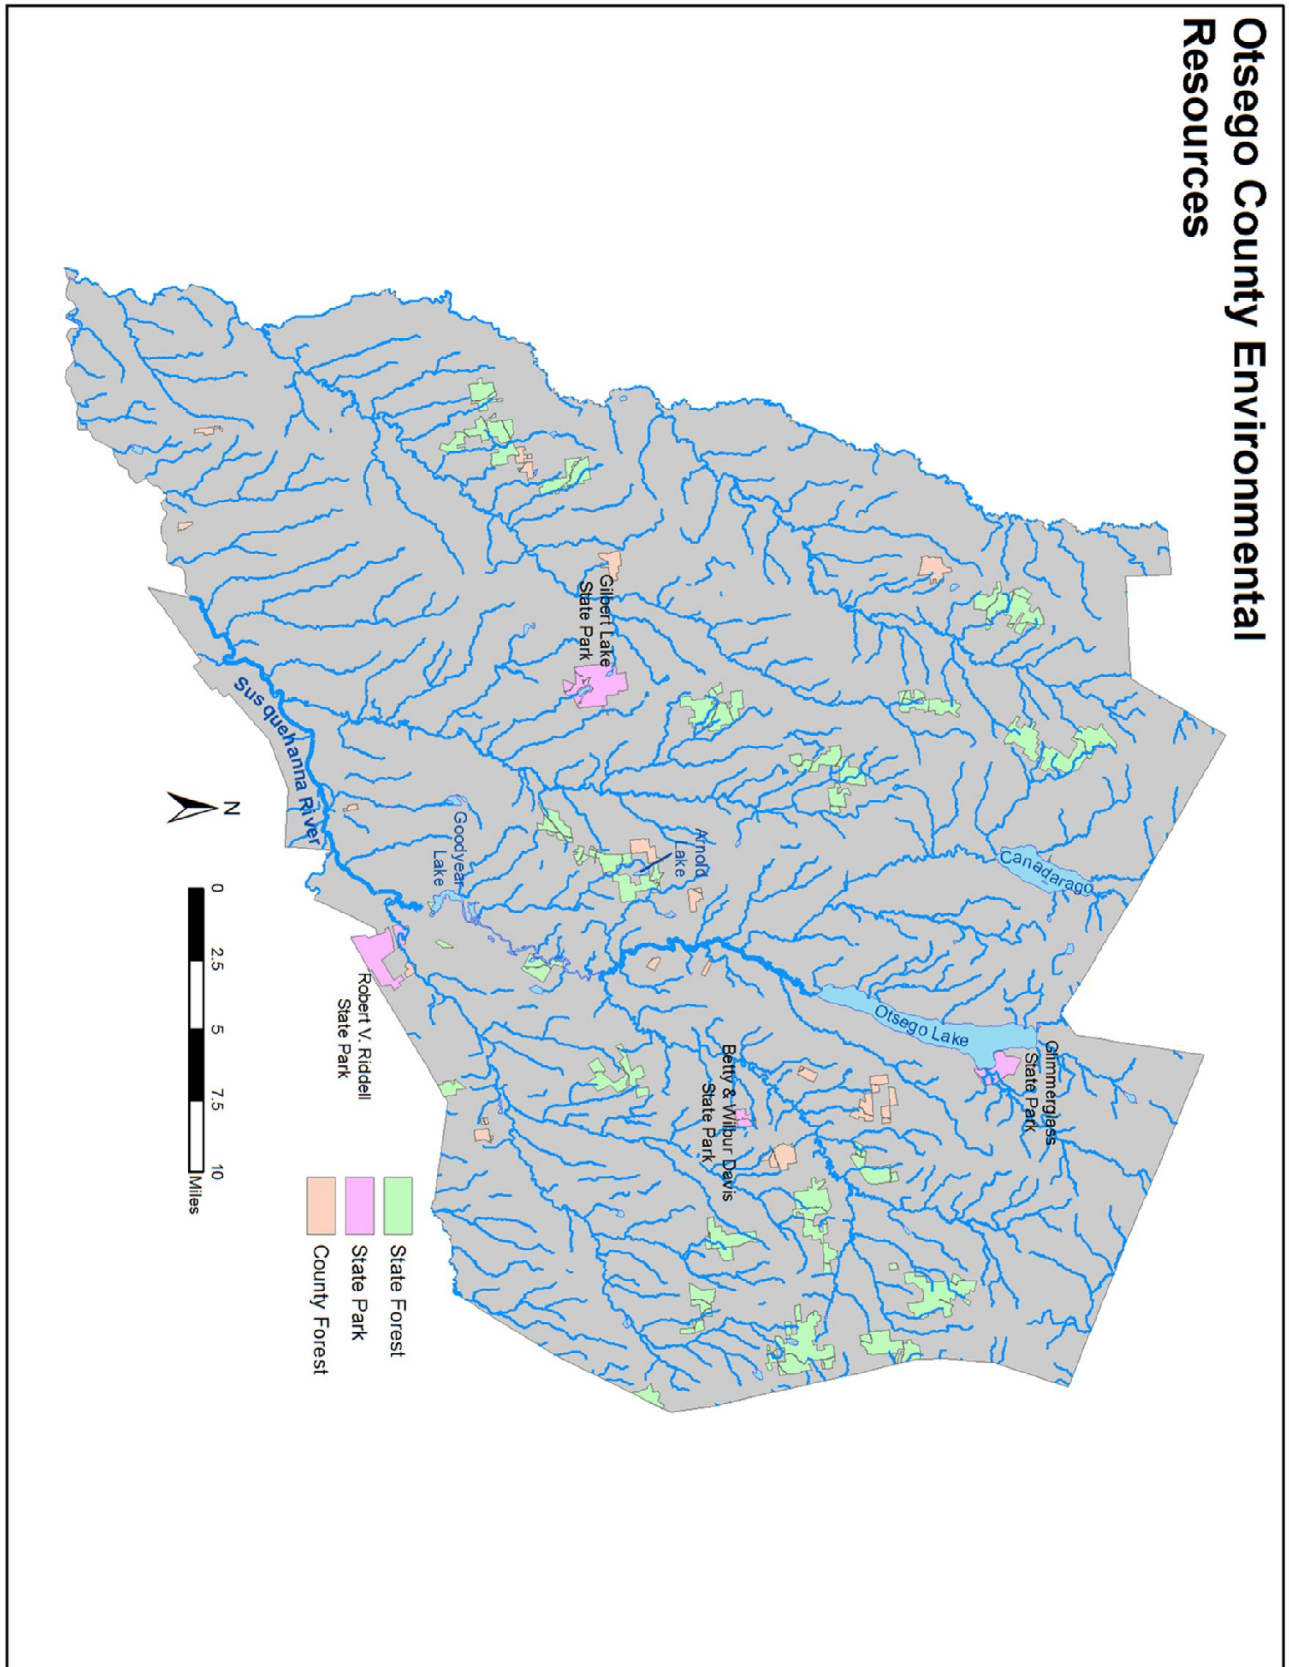 Otsego County Environmental
Resources
Glimmerglass
State Park
Canadarago
Otsego Lake
Betty & Wilbur Davis
State Park
Arnold
Lake
Gilbert Lake
State Park
Goodyear
Lake
Susquehanna River
Robert V. Riddell
State Park
N
0 2.5 5 7.5 10
Miles
State Forest
State Park
County Forest